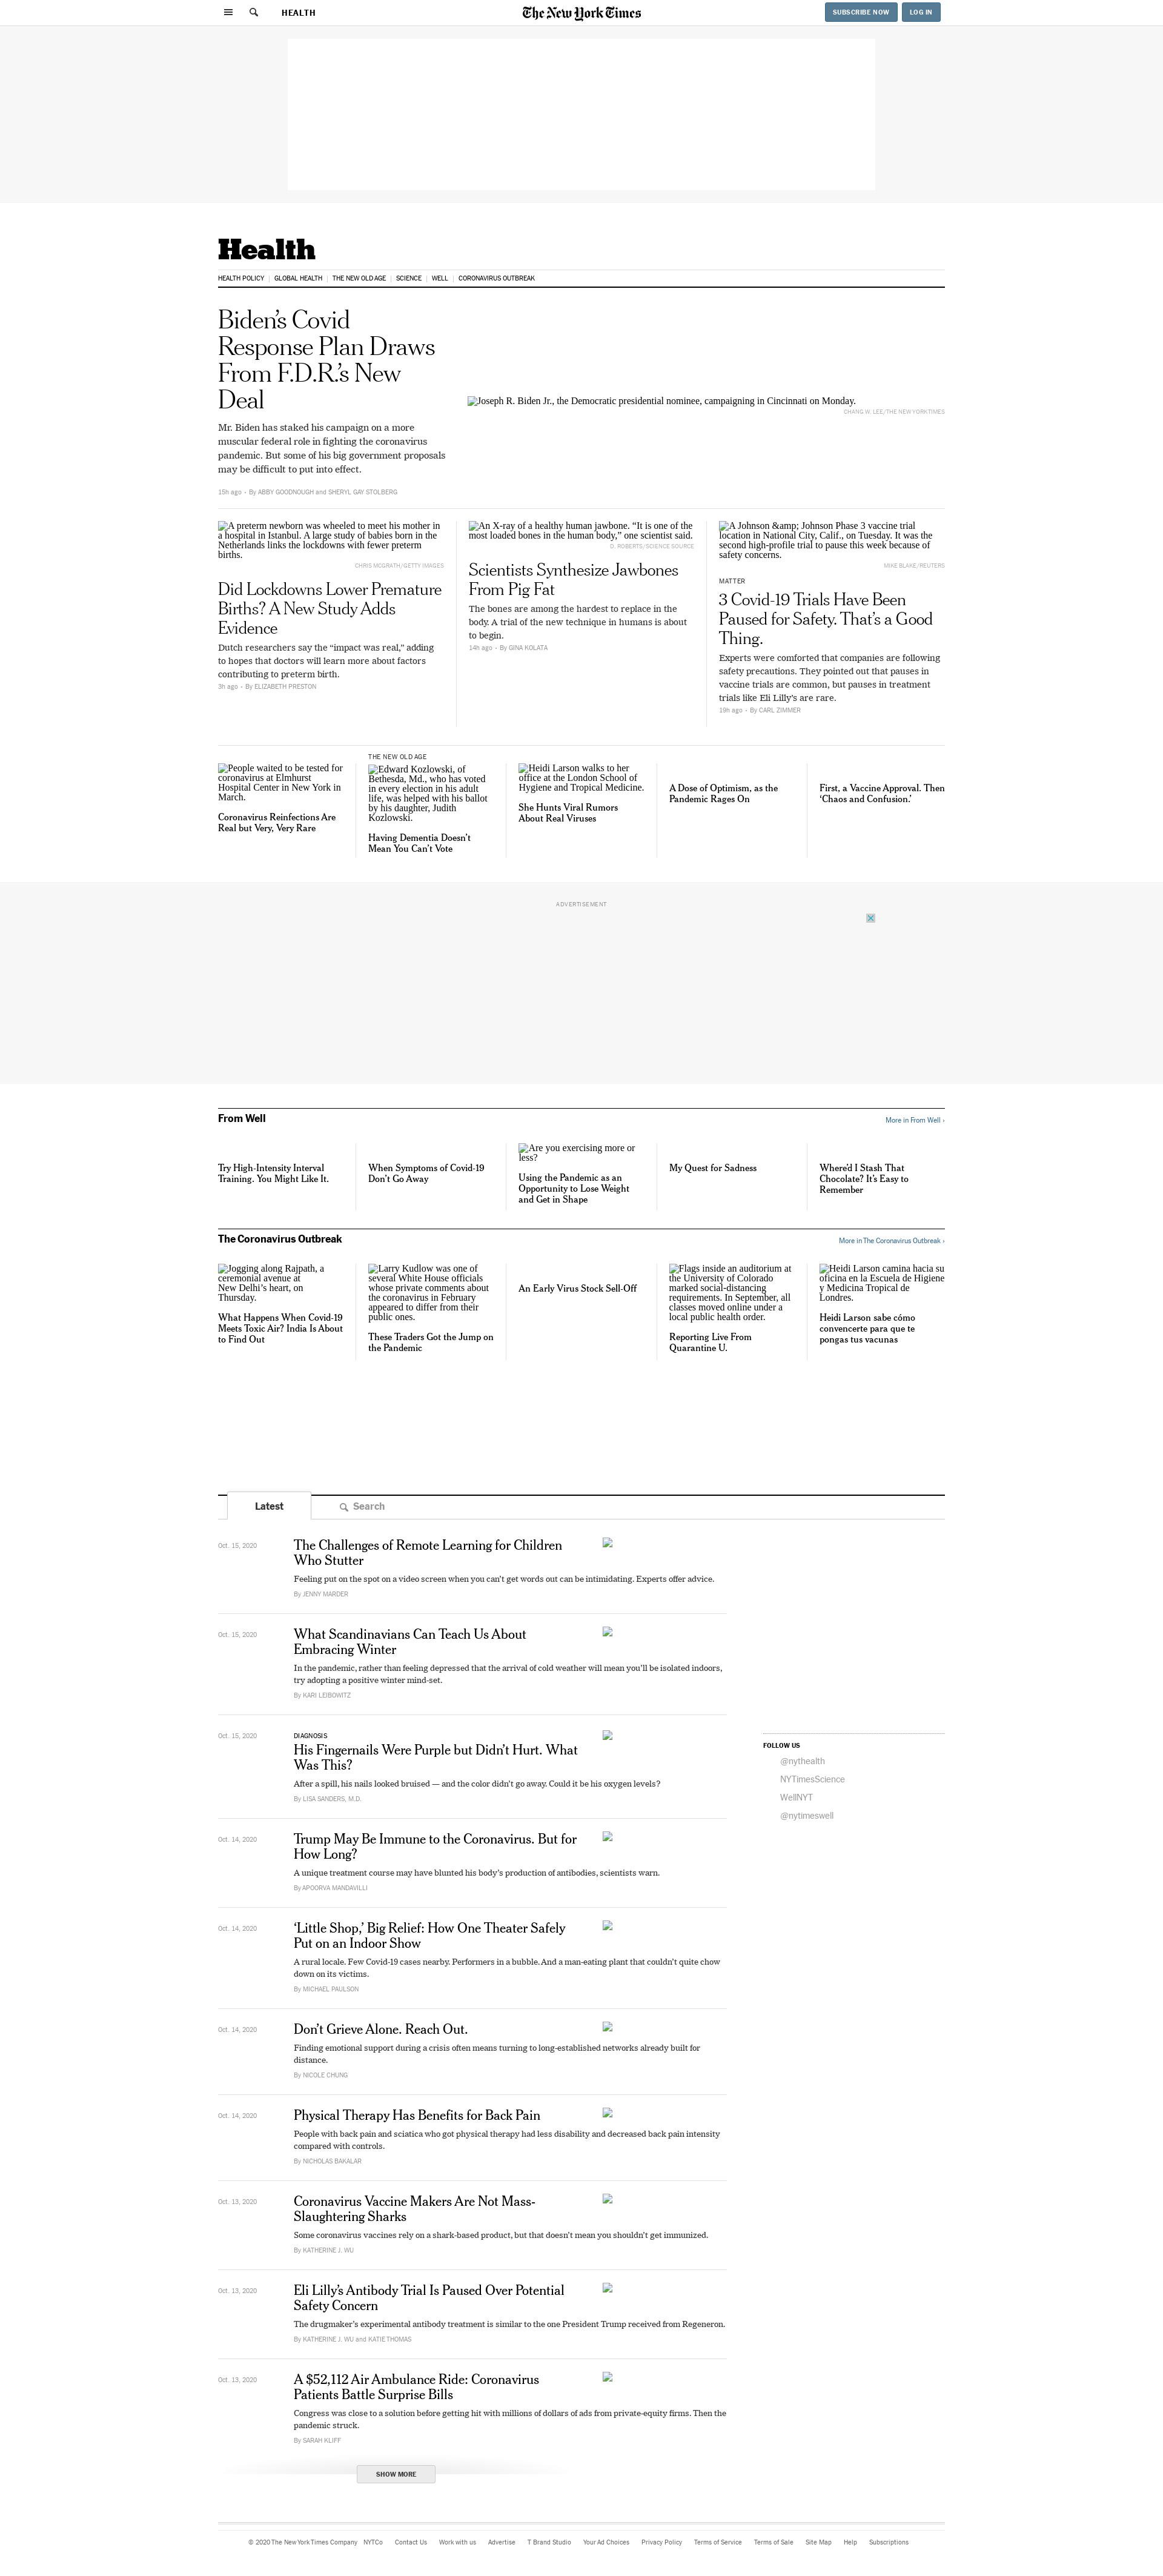 HEALTH
The New York Times
SUBSCRIBE NOW
LOG IN
Health
HEALTH POLICY
GLOBAL HEALTH
THE NEW OLD AGE
SCIENCE
WELL
CORONAVIRUS OUTBREAK
Biden’s Covid
Response Plan Draws
From F.D.R.’s New
Deal
Mr. Biden has staked his campaign on a more
muscular federal role in fighting the coronavirus
pandemic. But some of his big government proposals
may be difficult to put into effect.
15h ago • By ABBY GOODNOUGH and SHERYL GAY STOLBERG
Joseph R. Biden Jr., the Democratic presidential nominee, campaigning in Cincinnati on Monday.
CHANG W. LEE/THE NEW YORK TIMES
A preterm newborn was wheeled to meet his mother in
a hospital in Istanbul. A large study of babies born in the
Netherlands links the lockdowns with fewer preterm
births.
CHRIS MCGRATH/GETTY IMAGES
Did Lockdowns Lower Premature
Births? A New Study Adds
Evidence
Dutch researchers say the “impact was real,” adding
to hopes that doctors will learn more about factors
contributing to preterm birth.
3h ago • By ELIZABETH PRESTON
An X-ray of a healthy human jawbone. “It is one of the
most loaded bones in the human body,” one scientist said.
D. ROBERTS/SCIENCE SOURCE
Scientists Synthesize Jawbones
From Pig Fat
The bones are among the hardest to replace in the
body. A trial of the new technique in humans is about
to begin.
14h ago • By GINA KOLATA
A Johnson &amp; Johnson Phase 3 vaccine trial
location in National City, Calif., on Tuesday. It was the
second high-profile trial to pause this week because of
safety concerns.
MIKE BLAKE/REUTERS
MATTER
3 Covid-19 Trials Have Been
Paused for Safety. That’s a Good
Thing.
Experts were comforted that companies are following
safety precautions. They pointed out that pauses in
vaccine trials are common, but pauses in treatment
trials like Eli Lilly’s are rare.
19h ago • By CARL ZIMMER
People waited to be tested for
coronavirus at Elmhurst
Hospital Center in New York in
March.
Coronavirus Reinfections Are
Real but Very, Very Rare
THE NEW OLD AGE
Edward Kozlowski, of
Bethesda, Md., who has voted
in every election in his adult
life, was helped with his ballot
by his daughter, Judith
Kozlowski.
Having Dementia Doesn’t
Mean You Can’t Vote
Heidi Larson walks to her
office at the London School of
Hygiene and Tropical Medicine.
She Hunts Viral Rumors
About Real Viruses
A Dose of Optimism, as the
Pandemic Rages On
First, a Vaccine Approval. Then
‘Chaos and Confusion.’
ADVERTISEMENT
From Well
More in From Well ›
Try High-Intensity Interval
Training. You Might Like It.
When Symptoms of Covid-19
Don’t Go Away
Are you exercising more or
less?
Using the Pandemic as an
Opportunity to Lose Weight
and Get in Shape
My Quest for Sadness
Where’d I Stash That
Chocolate? It’s Easy to
Remember
The Coronavirus Outbreak
More in The Coronavirus Outbreak ›
Jogging along Rajpath, a
ceremonial avenue at
New Delhi’s heart, on
Thursday.
What Happens When Covid-19
Meets Toxic Air? India Is About
to Find Out
Larry Kudlow was one of
several White House officials
whose private comments about
the coronavirus in February
appeared to differ from their
public ones.
These Traders Got the Jump on
the Pandemic
An Early Virus Stock Sell-Off
Flags inside an auditorium at
the University of Colorado
marked social-distancing
requirements. In September, all
classes moved online under a
local public health order.
Reporting Live From
Quarantine U.
Heidi Larson camina hacia su
oficina en la Escuela de Higiene
y Medicina Tropical de
Londres.
Heidi Larson sabe cómo
convencerte para que te
pongas tus vacunas
Latest
Search
Oct. 15, 2020
The Challenges of Remote Learning for Children
Who Stutter
Feeling put on the spot on a video screen when you can’t get words out can be intimidating. Experts offer advice.
By JENNY MARDER
Oct. 15, 2020
What Scandinavians Can Teach Us About
Embracing Winter
In the pandemic, rather than feeling depressed that the arrival of cold weather will mean you’ll be isolated indoors,
try adopting a positive winter mind-set.
By KARI LEIBOWITZ
Oct. 15, 2020
DIAGNOSIS
His Fingernails Were Purple but Didn’t Hurt. What
Was This?
After a spill, his nails looked bruised — and the color didn’t go away. Could it be his oxygen levels?
By LISA SANDERS, M.D.
FOLLOW US
@nythealth
NYTimesScience
WellNYT
@nytimeswell
Oct. 14, 2020
Trump May Be Immune to the Coronavirus. But for
How Long?
A unique treatment course may have blunted his body’s production of antibodies, scientists warn.
By APOORVA MANDAVILLI
Oct. 14, 2020
‘Little Shop,’ Big Relief: How One Theater Safely
Put on an Indoor Show
A rural locale. Few Covid-19 cases nearby. Performers in a bubble. And a man-eating plant that couldn’t quite chow
down on its victims.
By MICHAEL PAULSON
Oct. 14, 2020
Don’t Grieve Alone. Reach Out.
Finding emotional support during a crisis often means turning to long-established networks already built for
distance.
By NICOLE CHUNG
Oct. 14, 2020
Physical Therapy Has Benefits for Back Pain
People with back pain and sciatica who got physical therapy had less disability and decreased back pain intensity
compared with controls.
By NICHOLAS BAKALAR
Oct. 13, 2020
Coronavirus Vaccine Makers Are Not Mass-
Slaughtering Sharks
Some coronavirus vaccines rely on a shark-based product, but that doesn’t mean you shouldn’t get immunized.
By KATHERINE J. WU
Oct. 13, 2020
Eli Lilly’s Antibody Trial Is Paused Over Potential
Safety Concern
The drugmaker’s experimental antibody treatment is similar to the one President Trump received from Regeneron.
By KATHERINE J. WU and KATIE THOMAS
Oct. 13, 2020
A $52,112 Air Ambulance Ride: Coronavirus
Patients Battle Surprise Bills
Congress was close to a solution before getting hit with millions of dollars of ads from private-equity firms. Then the
pandemic struck.
By SARAH KLIFF
SHOW MORE
© 2020 The New York Times Company
NYTCo
Contact Us
Work with us
Advertise
T Brand Studio
Your Ad Choices
Privacy Policy
Terms of Service
Terms of Sale
Site Map
Help
Subscriptions